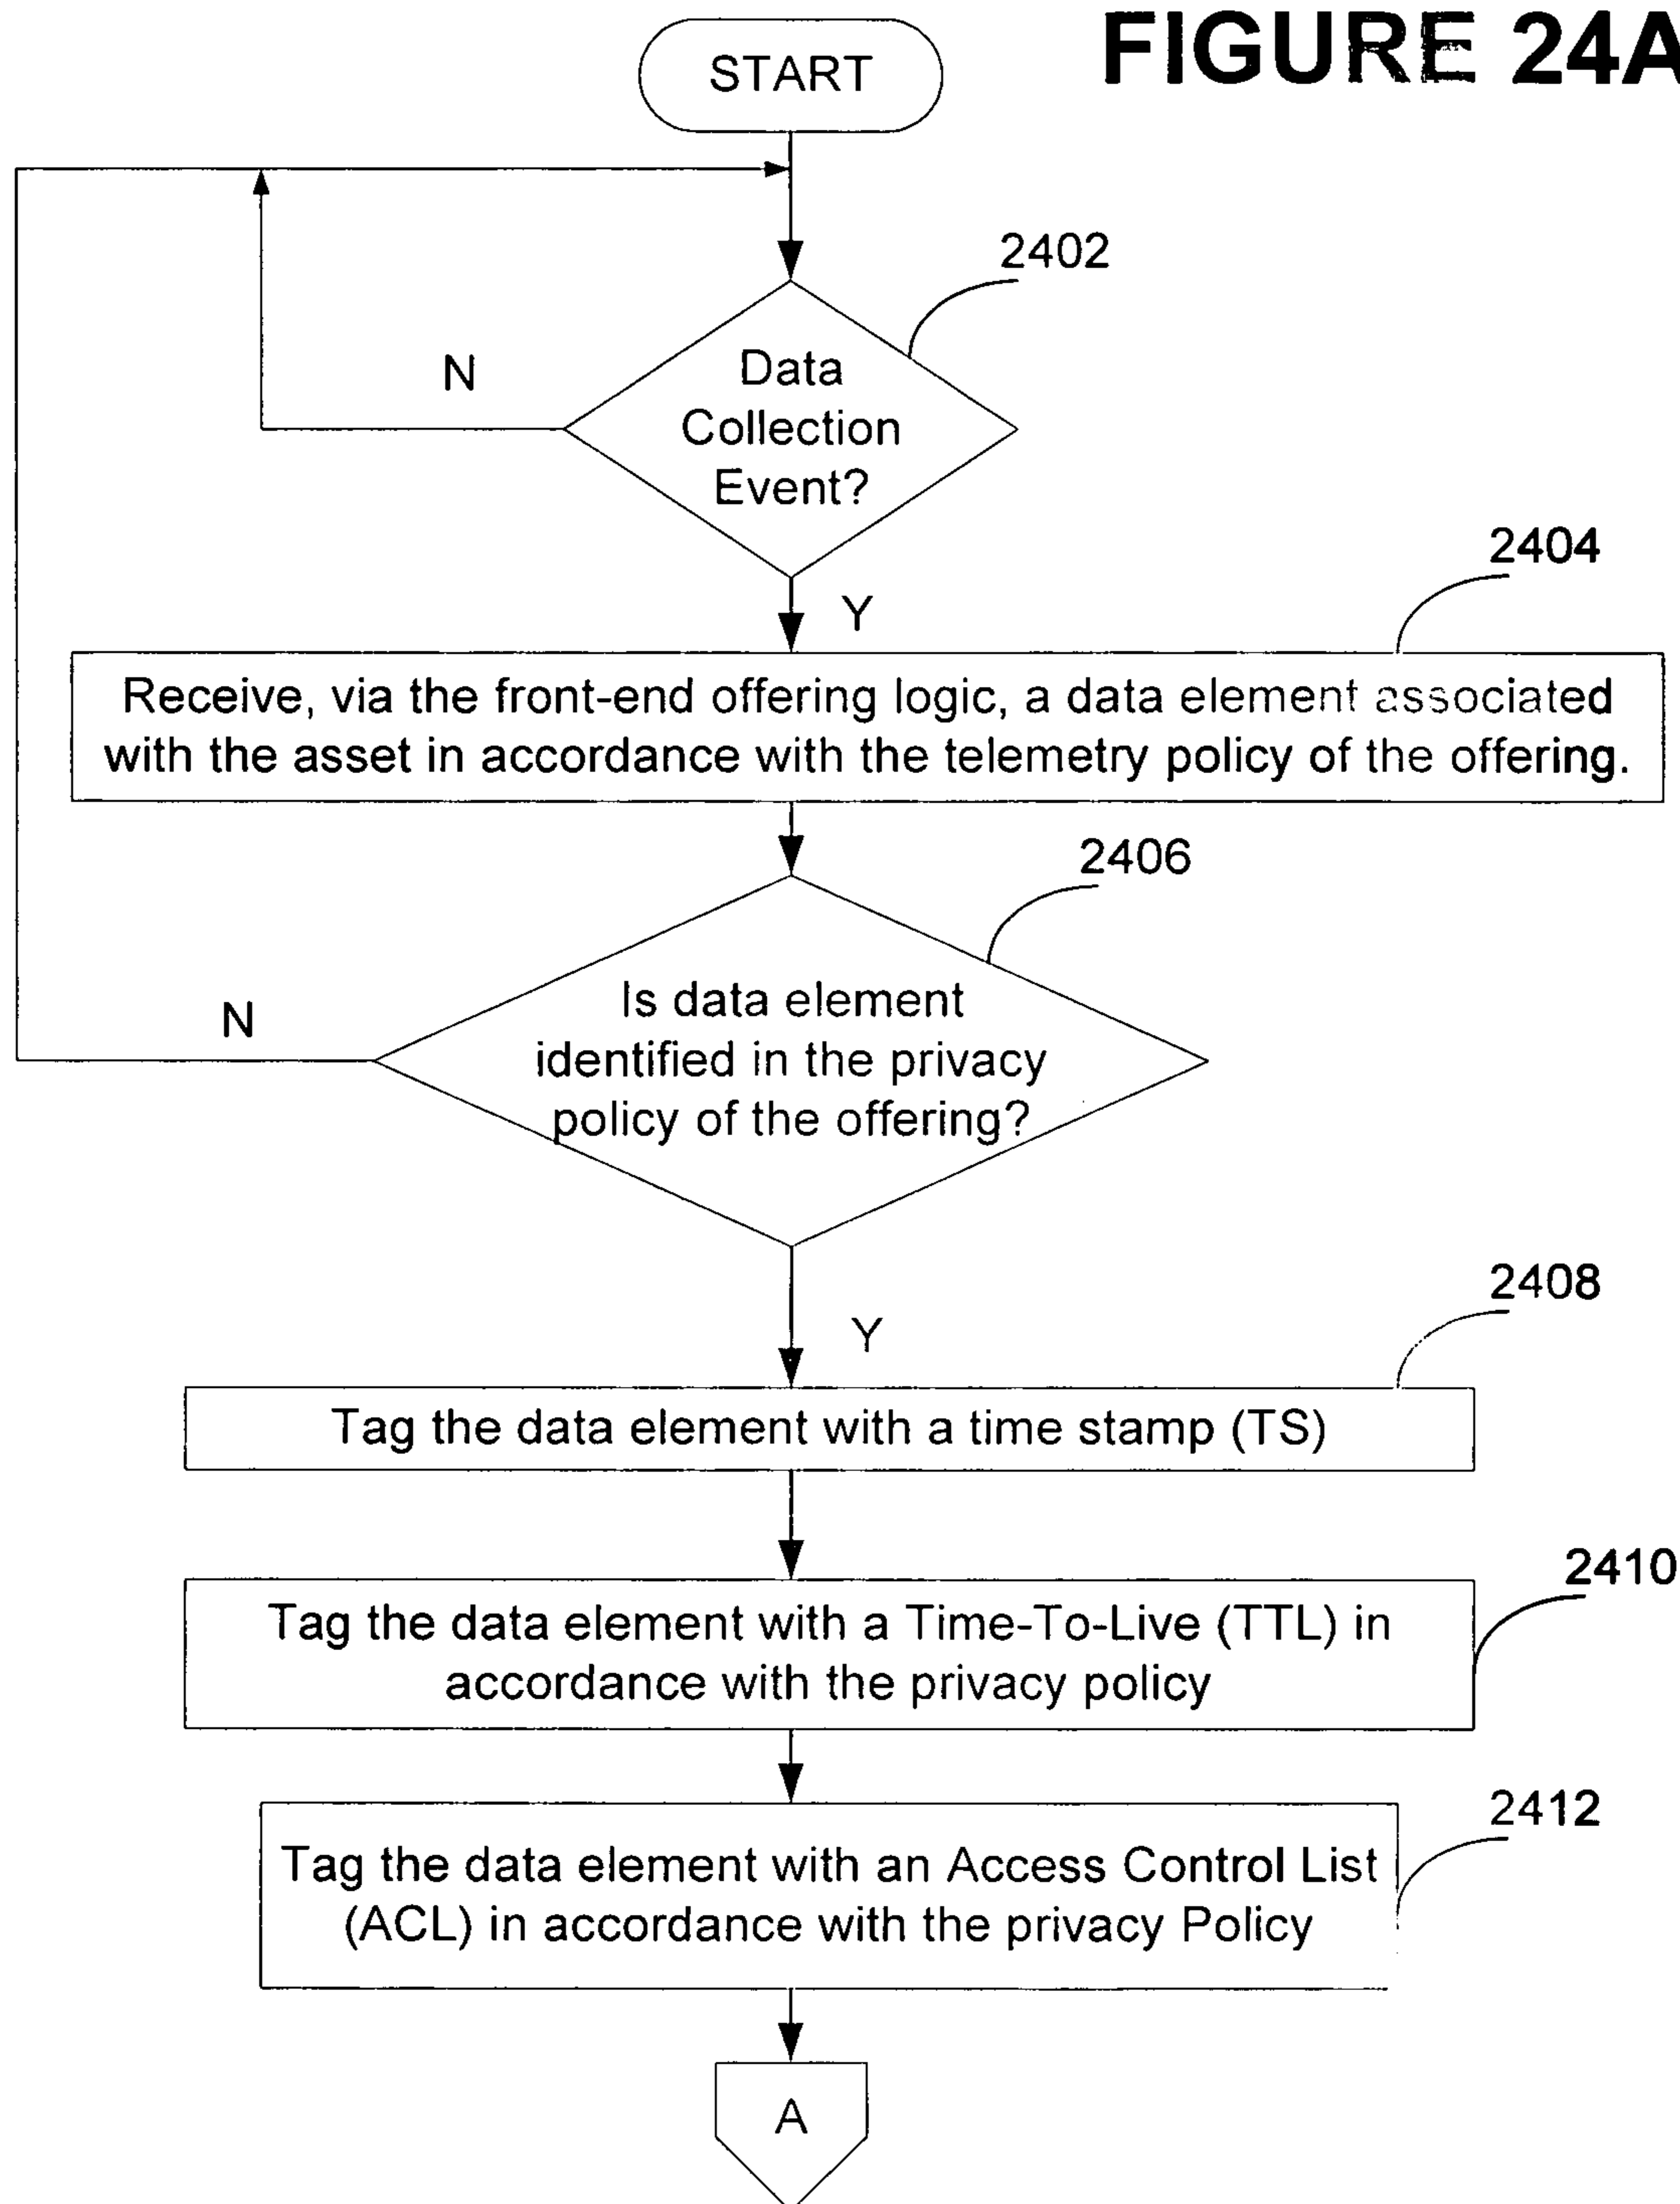 FIGURE 24A
START
2402
N
Data
Collection
Event?
2404
Y
Receive, via the front-end offering logic, a data element associated
with the asset in accordance with the telemetry policy of the offering.
2406
N
Is data element
identified in the privacy
policy of the offering?
2408
Y
Tag the data element with a time stamp (TS)
2410
Tag the data element with a Time-To-Live (TTL) in
accordance with the privacy policy
2412
Tag the data element with an Access Control List
(ACL) in accordance with the privacy Policy
A